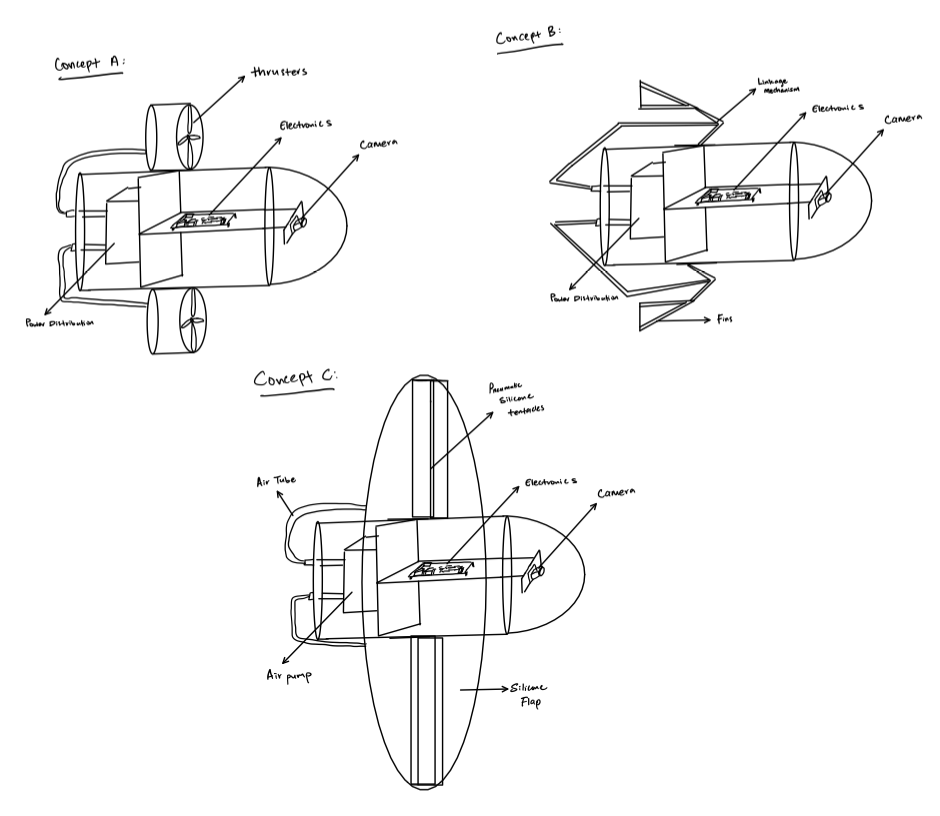 Concept A:
thrusters
Electronics
Camera
Power Distribution
Concept B:
Linkage
mechanism
Electronics
Camera
Power Distribution
Fins
Concept C:
Pneumatic
Silicone
tentacles
Air Tube
Electronics
Camera
Air pump
Silicone
Flap